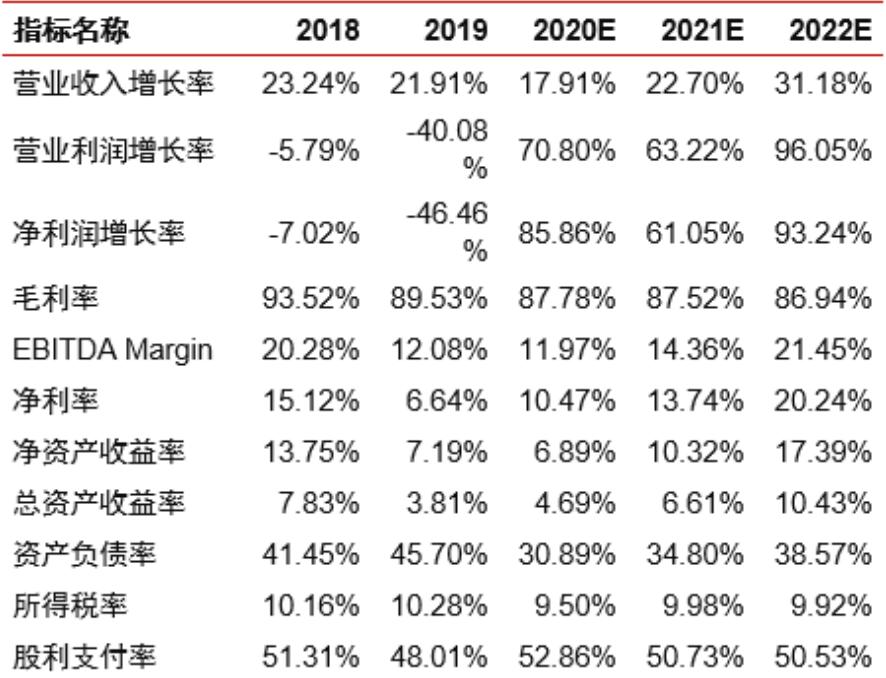 指标名称 2018 2019 2020E 2021E 2022E
营业收入增长率 23.24% 21.91% 17.91% 22.70% 31.18%
营业利润增长率 -5.79% -40.08% 70.80% 63.22% 96.05%
净利润增长率 -7.02% -46.46% 85.86% 61.05% 93.24%
毛利率 93.52% 89.53% 87.78% 87.52% 86.94%
EBITDA Margin 20.28% 12.08% 11.97% 14.36% 21.45%
净利率 15.12% 6.64% 10.47% 13.74% 20.24%
净资产收益率 13.75% 7.19% 6.89% 10.32% 17.39%
总资产收益率 7.83% 3.81% 4.69% 6.61% 10.43%
资产负债率 41.45% 45.70% 30.89% 34.80% 38.57%
所得税率 10.16% 10.28% 9.50% 9.98% 9.92%
股利支付率 51.31% 48.01% 52.86% 50.73% 50.53%